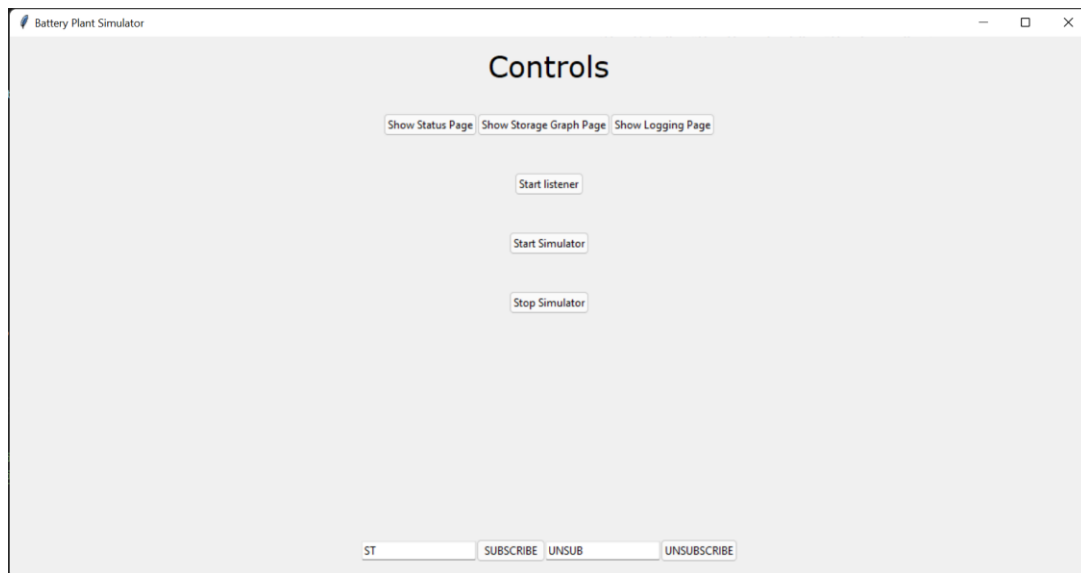 Battery Plant Simulator
Controls
Show Status Page Show Storage Graph Page Show Logging Page
Start listener
Start Simulator
Stop Simulator
ST SUBSCRIBE UNSUB UNSUBSCRIBE